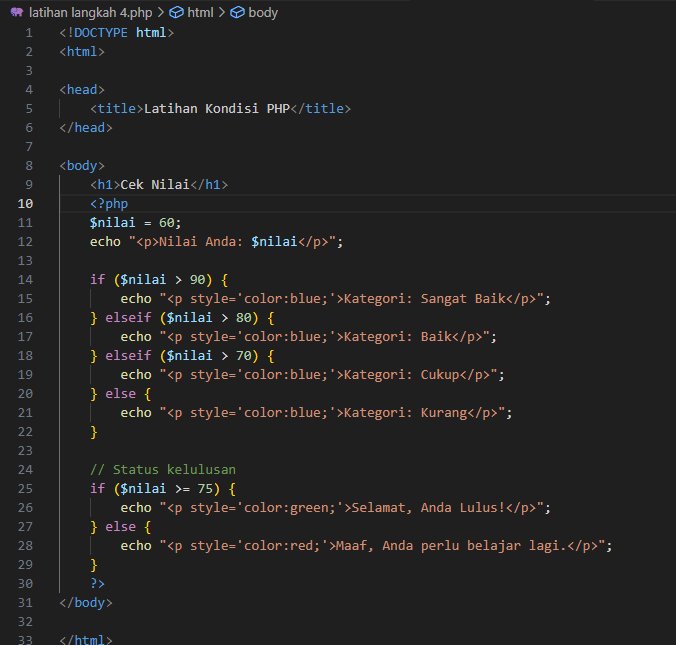 latihan langkah 4.php > html > body
1 <!DOCTYPE html>
2 <html>
3
4 <head>
5     <title>Latihan Kondisi PHP</title>
6 </head>
7
8 <body>
9     <h1>Cek Nilai</h1>
10     <?php
11     $nilai = 60;
12     echo "<p>Nilai Anda: $nilai</p>";
13
14     if ($nilai > 90) {
15         echo "<p style='color:blue;'>Kategori: Sangat Baik</p>";
16     } elseif ($nilai > 80) {
17         echo "<p style='color:blue;'>Kategori: Baik</p>";
18     } elseif ($nilai > 70) {
19         echo "<p style='color:blue;'>Kategori: Cukup</p>";
20     } else {
21         echo "<p style='color:blue;'>Kategori: Kurang</p>";
22     }
23
24     // Status kelulusan
25     if ($nilai >= 75) {
26         echo "<p style='color:green;'>Selamat, Anda Lulus!</p>";
27     } else {
28         echo "<p style='color:red;'>Maaf, Anda perlu belajar lagi.</p>";
29     }
30     ?>
31 </body>
32
33 </html>